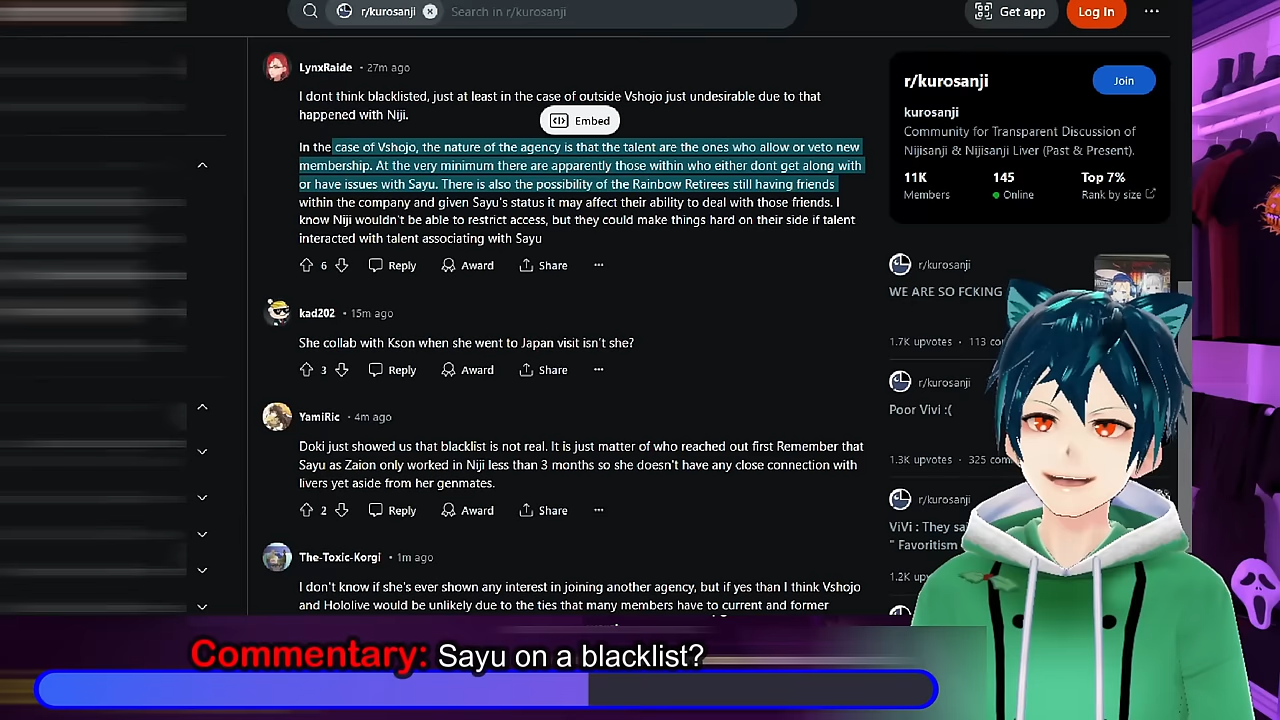 r/kurosanji
Search in r/kurosanji
Get app
Log In
LynxRaide • 27m ago
I dont think blacklisted, just at least in the case of outside Vshojo just undesirable due to that
happened with Niji.
Embed
In the case of Vshojo, the nature of the agency is that the talent are the ones who allow or veto new
membership. At the very minimum there are apparently those within who either dont get along with
or have issues with Sayu. There is also the possibility of the Rainbow Retirees still having friends
within the company and given Sayu's status it may affect their ability to deal with those friends. I
know Niji wouldn't be able to restrict access, but they could make things hard on their side if talent
interacted with talent associating with Sayu
6
Reply
Award
Share
kad202 • 15m ago
She collab with Kson when she went to Japan visit isn't she?
3
Reply
Award
Share
YamiRic • 4m ago
Doki just showed us that blacklist is not real. It is just matter of who reached out first Remember that
Sayu as Zaion only worked in Niji less than 3 months so she doesn't have any close connection with
livers yet aside from her genmates.
2
Reply
Award
Share
The-Toxic-Korgi • 1m ago
I don't know if she's ever shown any interest in joining another agency, but if yes than I think Vshojo
and Hololive would be unlikely due to the ties that many members have to current and former
r/kurosanji
Join
kurosanji
Community for Transparent Discussion of
Nijisanji & Nijisanji Liver (Past & Present).
11K
145
Top 7%
Members
Online
Rank by size
r/kurosanji
WE ARE SO FCKING
1.7K upvotes • 113
r/kurosanji
Poor Vivi :(
1.3K upvotes • 325
r/kurosanji
ViVi : They
" Favoritism
1.2K
Commentary: Sayu on a blacklist?